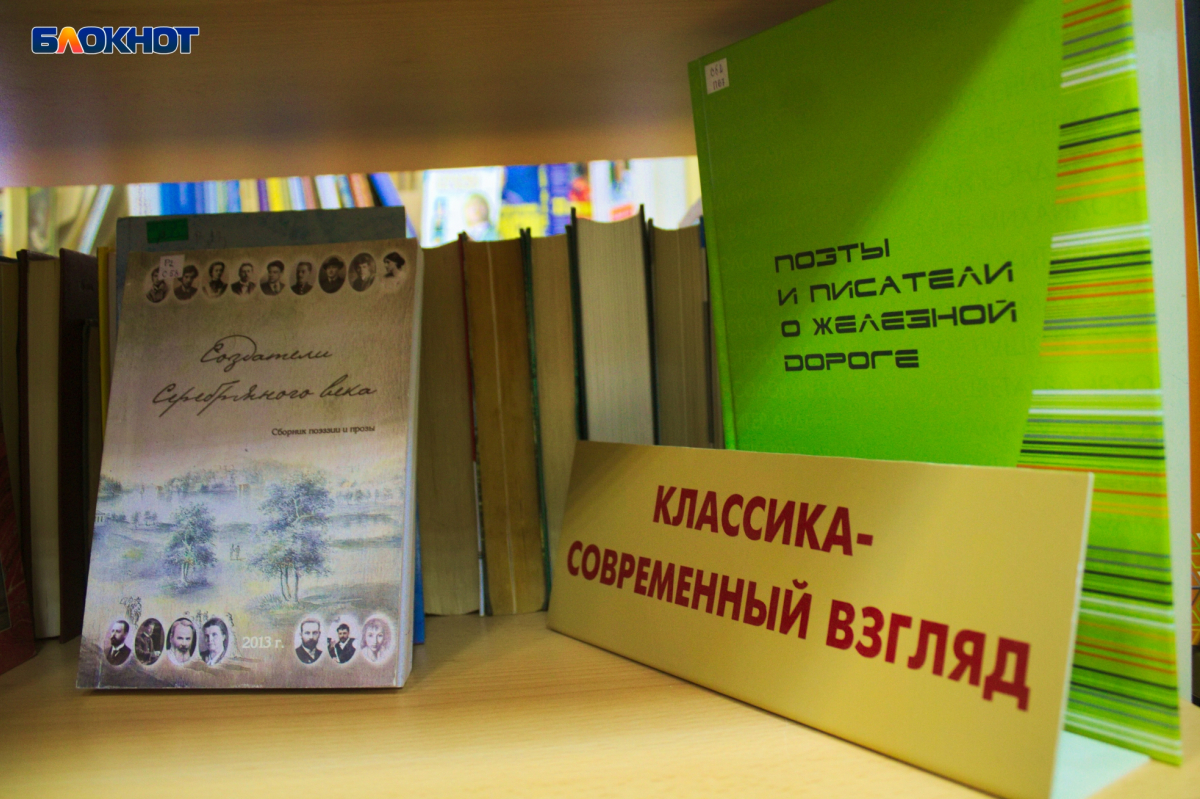 БЛОКНОТ
Создатели
Серебряного века
Сборник поэзии и прозы
2013 г.
ПОЭТЫ
И ПИСАТЕЛИ
О ЖЕЛЕЗНОЙ
ДОРОГЕ
КЛАССИКА-
СОВРЕМЕННЫЙ ВЗГЛЯД